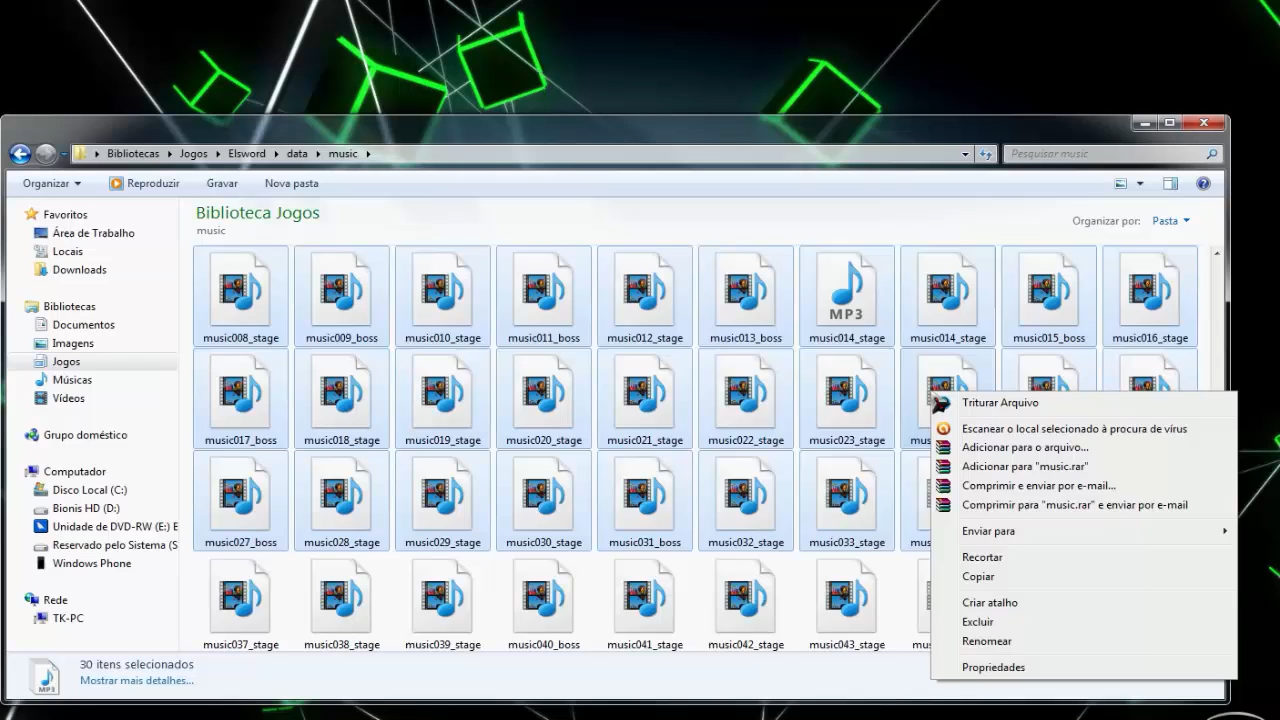 Bibliotecas Jogos Elsword data music
Pesquisar music
Organizar Reproduzir Gravar Nova pasta
Favoritos
Área de Trabalho
Locais
Downloads
Bibliotecas
Documentos
Imagens
Jogos
Músicas
Vídeos
Grupo doméstico
Computador
Disco Local (C:)
Bionis HD (D:)
Unidade de DVD-RW (E:) E
Reservado pelo Sistema (S
Windows Phone
Rede
TK-PC
Biblioteca Jogos
music
Organizar por: Pasta
MP3
music008_stage music009_boss music010_stage music011_boss music012_stage music013_boss music014_stage music014_stage music015_boss music016_stage
music017_boss music018_stage music019_stage music020_stage music021_stage music022_stage music023_stage mus
music027_boss music028_stage music029_stage music030_stage music031_boss music032_stage music033_stage mus
music037_stage music038_stage music039_stage music040_boss music041_stage music042_stage music043_stage mus
Triturar Arquivo
Escanear o local selecionado à procura de vírus
Adicionar para o arquivo...
Adicionar para "music.rar"
Comprimir e enviar por e-mail...
Comprimir para "music.rar" e enviar por e-mail
Enviar para
Recortar
Copiar
Criar atalho
Excluir
Renomear
Propriedades
MP3
30 itens selecionados
Mostrar mais detalhes...